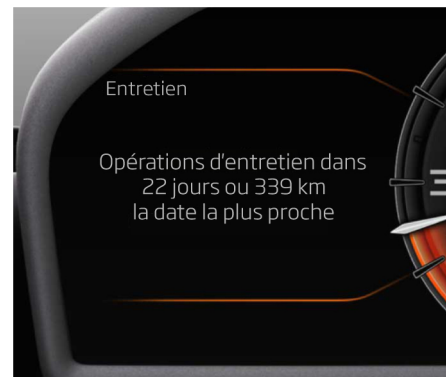 Entretien
Opérations d'entretien dans
22 jours ou 339 km
la date la plus proche